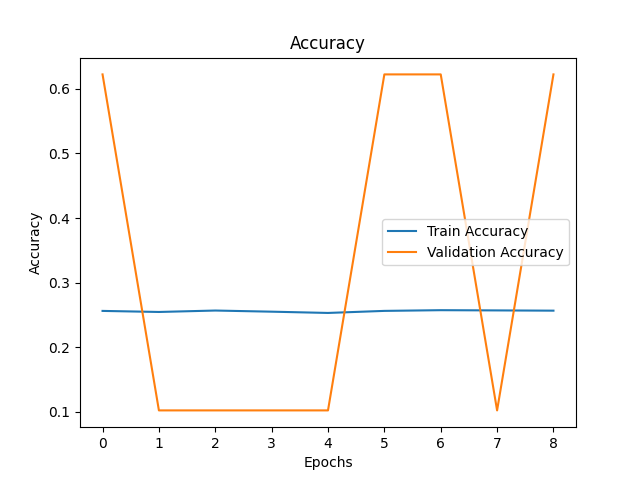 Accuracy
Accuracy
0.6
0.5
0.4
0.3
0.2
0.1
Train Accuracy
Validation Accuracy
0 1 2 3 4 5 6 7 8
Epochs